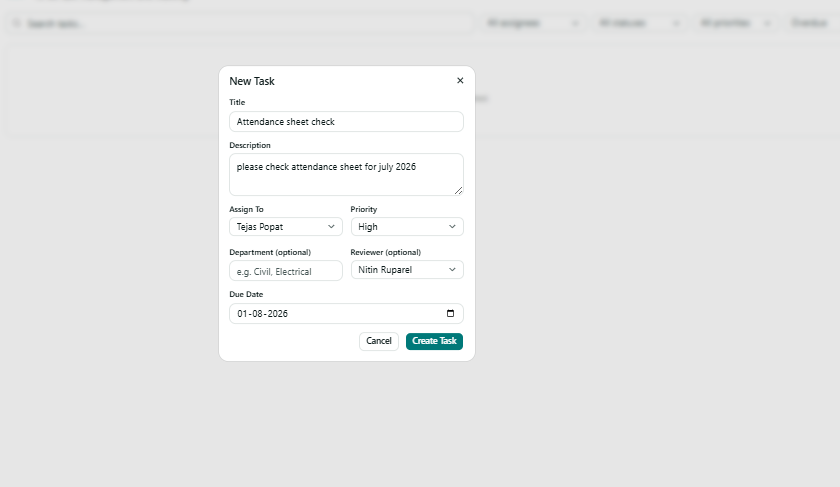 Search tasks...
All assignees
All statuses
All priorities
Overdue
New Task
Title
Attendance sheet check
Description
please check attendance sheet for july 2026
Assign To
Priority
Tejas Popat
High
Department (optional)
Reviewer (optional)
e.g. Civil, Electrical
Nitin Ruparel
Due Date
01-08-2026
Cancel
Create Task